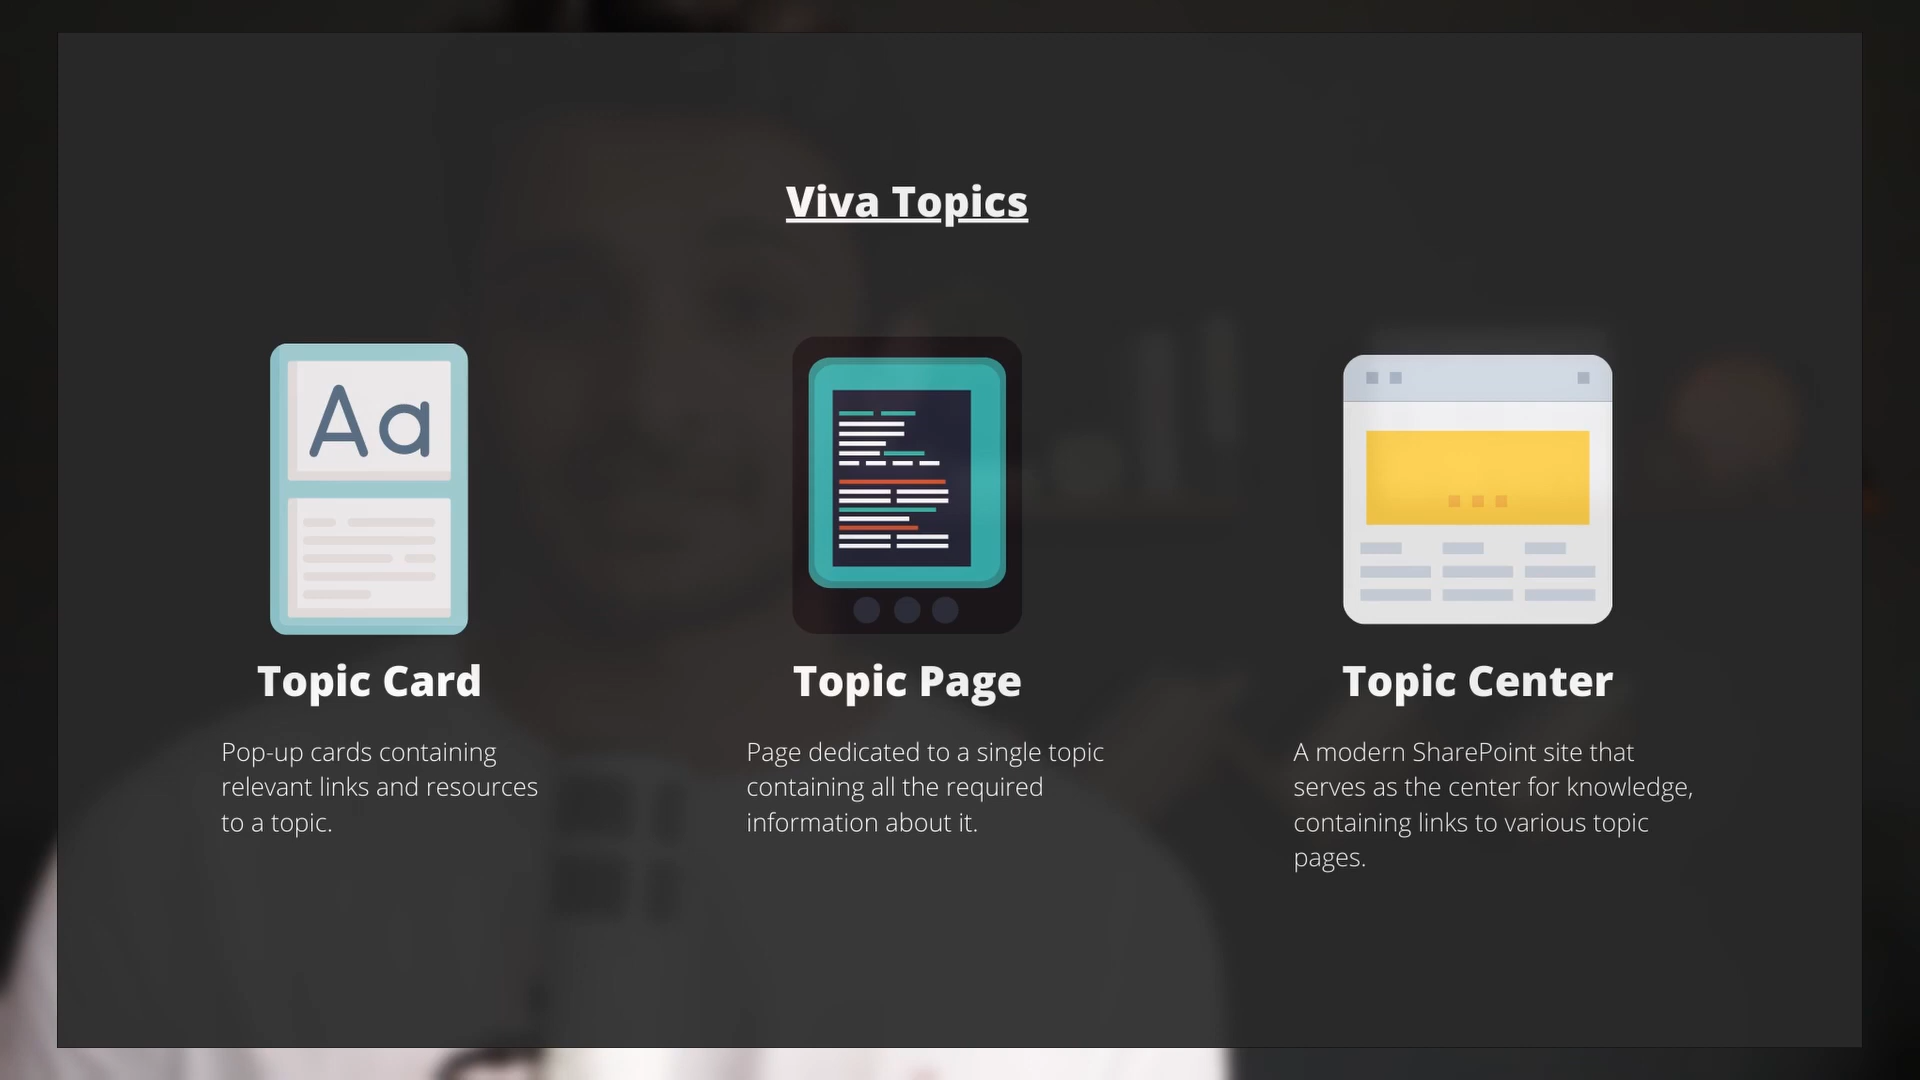 Viva Topics
Aa
Topic Card
Pop-up cards containing
relevant links and resources
to a topic.
Topic Page
Page dedicated to a single topic
containing all the required
information about it.
Topic Center
A modern SharePoint site that
serves as the center for knowledge,
containing links to various topic
pages.